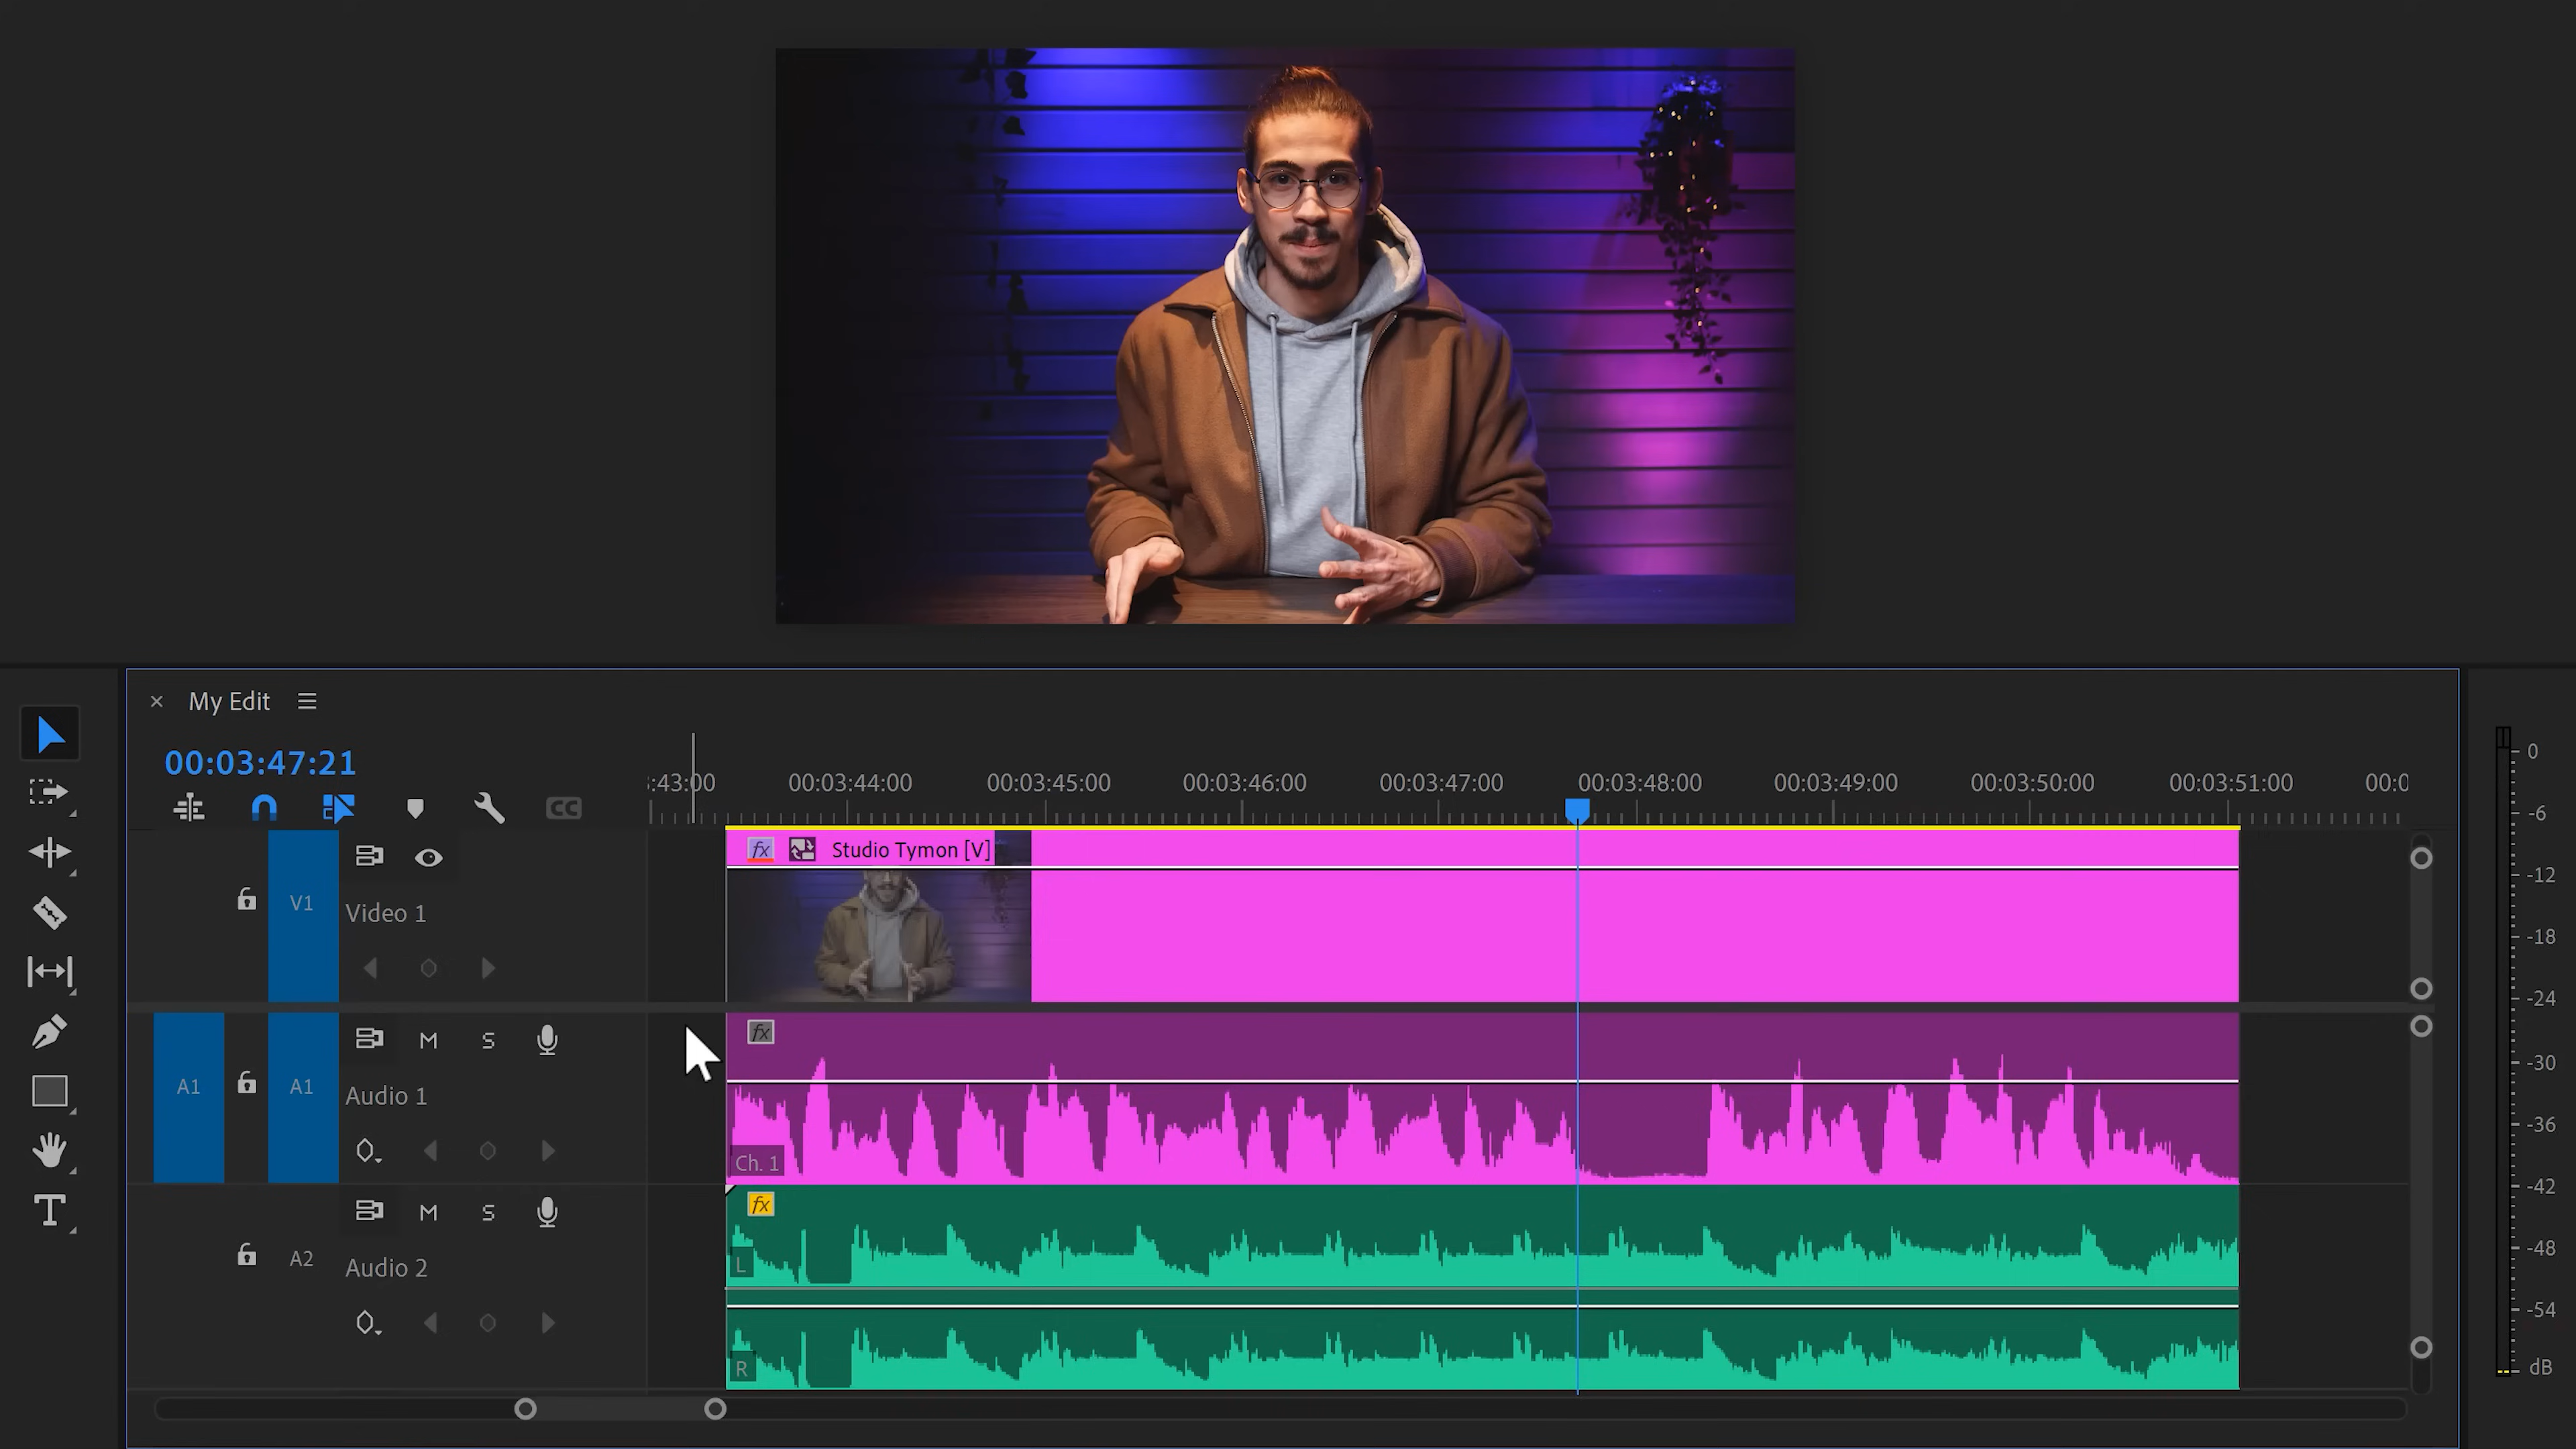 My Edit
00:03:47:21
:43:00 00:03:44:00 00:03:45:00 00:03:46:00 00:03:47:00 00:03:48:00 00:03:49:00 00:03:50:00 00:03:51:00 00:0
CC
fx Studio Tymon [V]
V1 Video 1
fx
M S
A1 A1 Audio 1
Ch. 1
fx
M S
L
A2 Audio 2
R
T
0
-6
-12
-18
-24
-30
-36
-42
-48
-54
dB